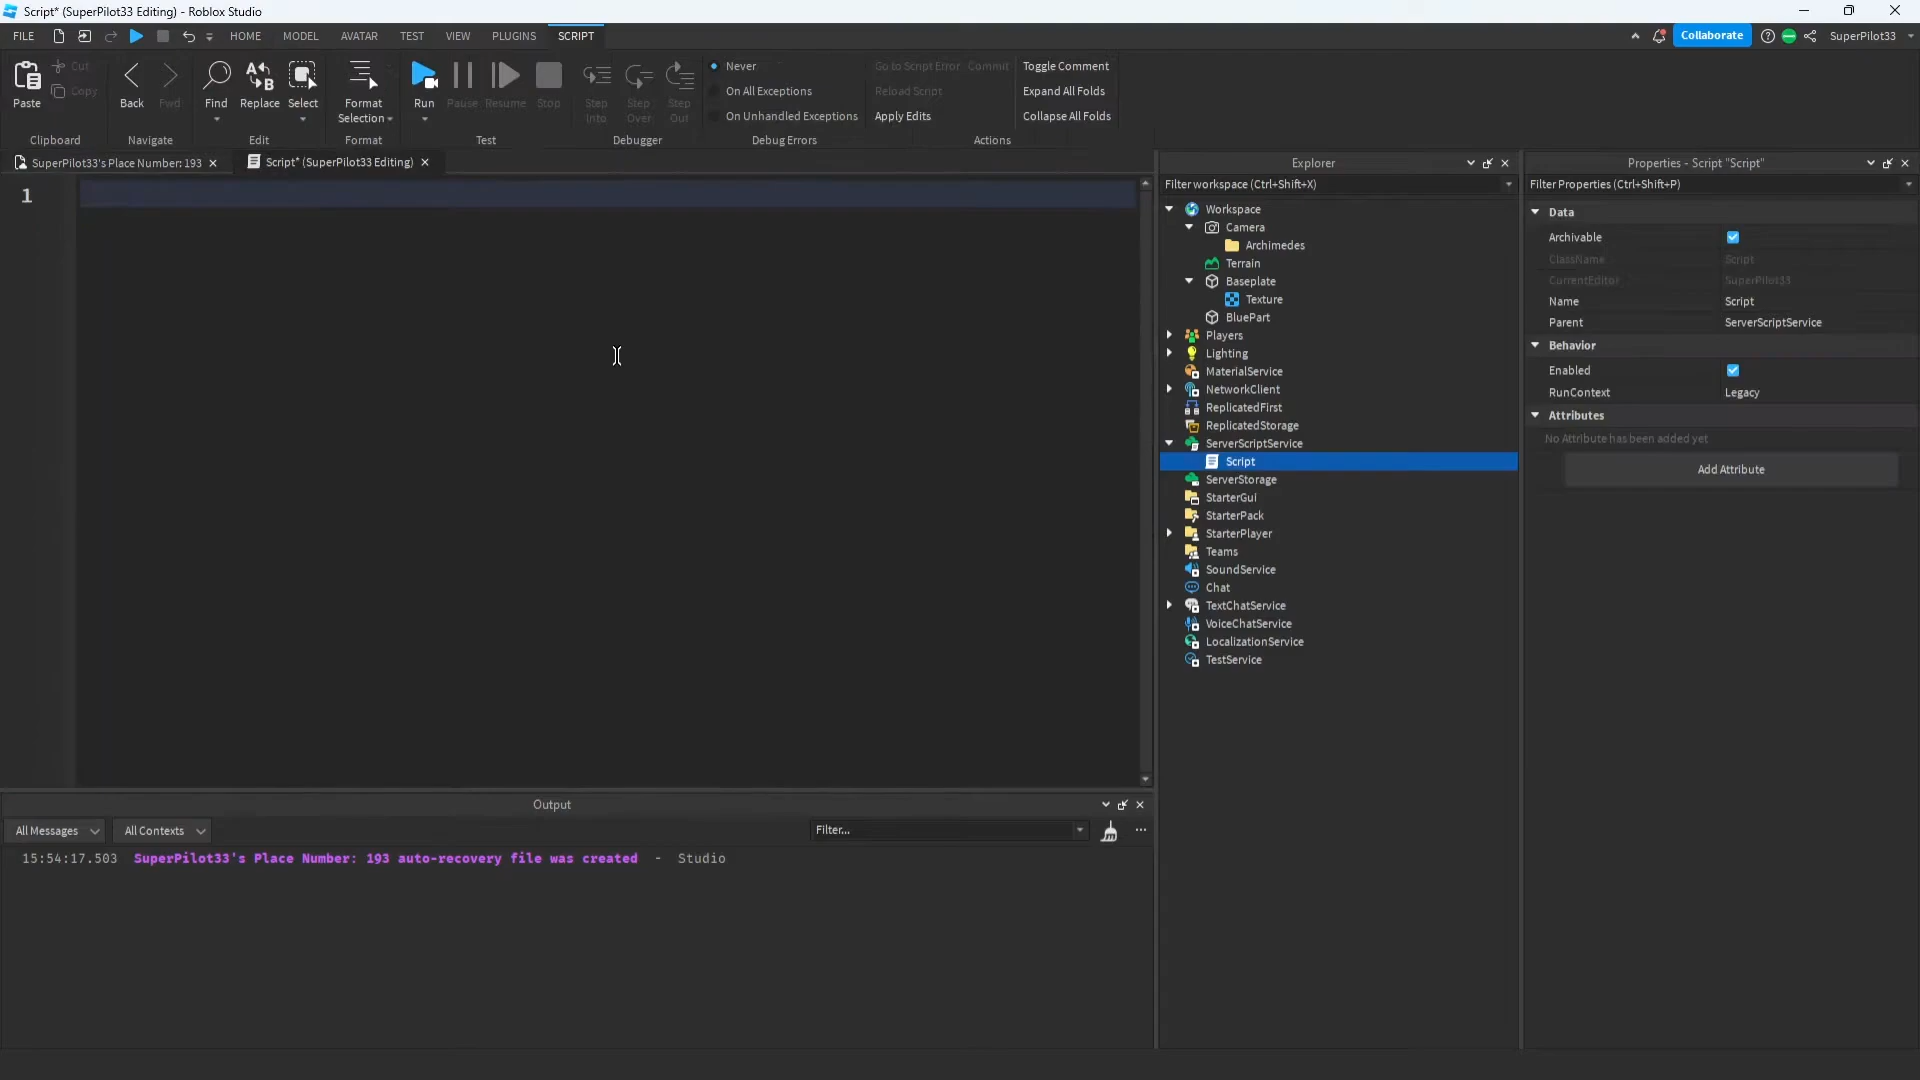 Script* (SuperPilot33 Editing) - Roblox Studio
FILE HOME MODEL AVATAR TEST VIEW PLUGINS SCRIPT Collaborate SuperPilot33
Paste Cut Copy Clipboard
Back Fwd Navigate
Find Replace Select Edit
Format Selection Format
Run Pause Resume Stop Test
Step Into Step Over Step Out Debugger
Never
On All Exceptions
On Unhandled Exceptions
Debug Errors
Go to Script Error Commit
Reload Script
Apply Edits
Toggle Comment
Expand All Folds
Collapse All Folds
Actions
SuperPilot33's Place Number: 193
Script* (SuperPilot33 Editing)
1
Output
All Messages All Contexts Filter...
15:54:17.503 SuperPilot33's Place Number: 193 auto-recovery file was created - Studio
Explorer
Filter workspace (Ctrl+Shift+X)
Workspace
Camera
Archimedes
Terrain
Baseplate
Texture
BluePart
Players
Lighting
MaterialService
NetworkClient
ReplicatedFirst
ReplicatedStorage
ServerScriptService
Script
ServerStorage
StarterGui
StarterPack
StarterPlayer
Teams
SoundService
Chat
TextChatService
VoiceChatService
LocalizationService
TestService
Properties - Script "Script"
Filter Properties (Ctrl+Shift+P)
Data
Archivable
ClassName Script
CurrentEditor SuperPilot33
Name Script
Parent ServerScriptService
Behavior
Enabled
RunContext Legacy
Attributes
No Attribute has been added yet
Add Attribute